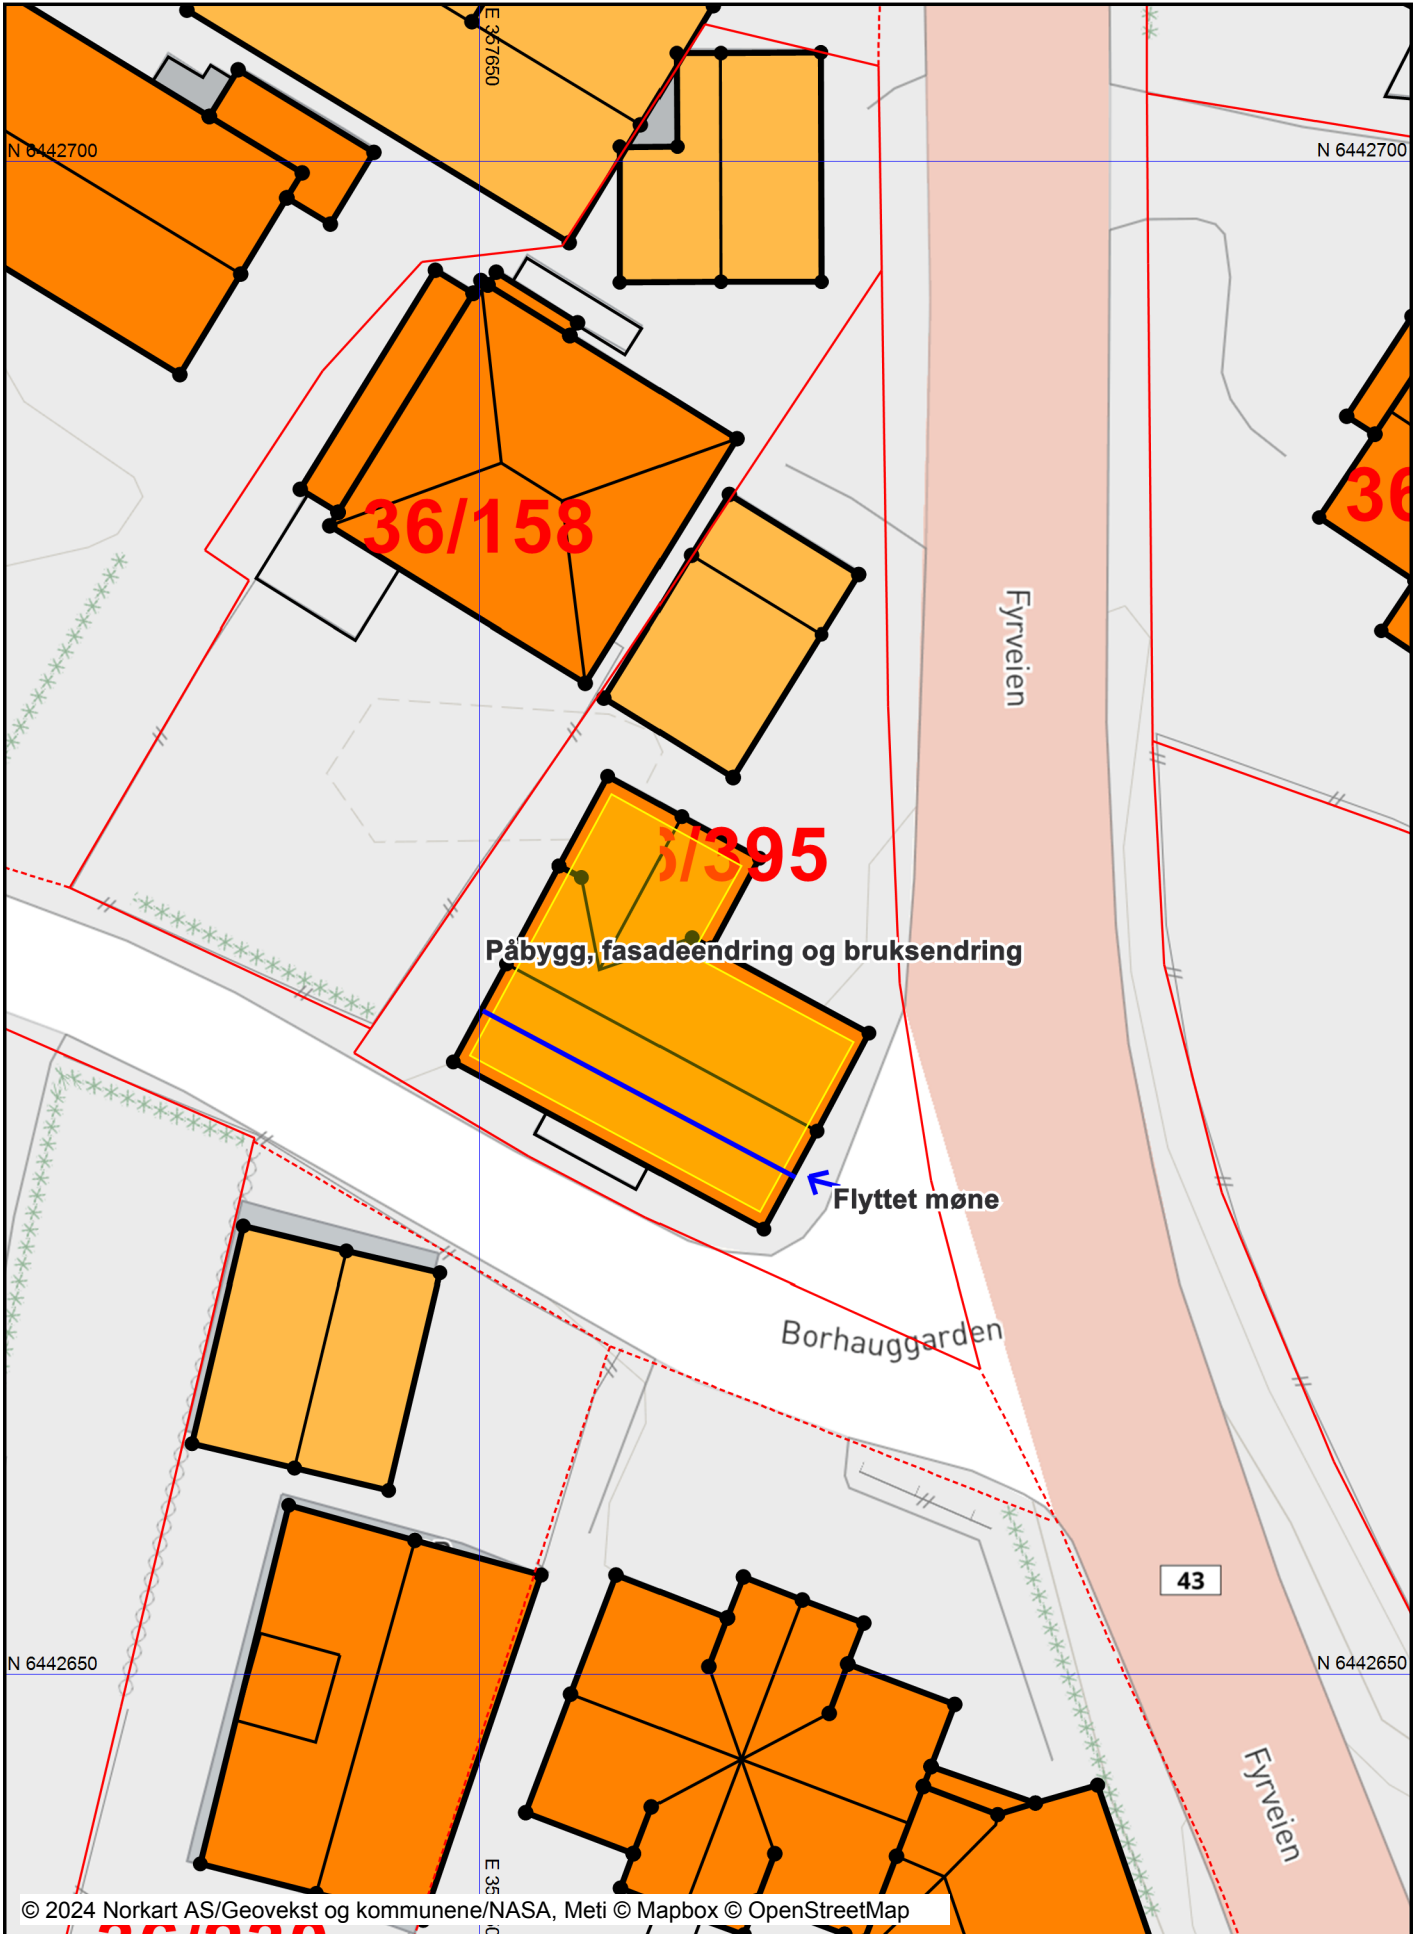 E 357650
N 6442700
N 6442700
36/158
36
Fyrveien
/395
Påbygg, fasadeendring og bruksendring
Flyttet møne
Borhauggarden
43
N 6442650
N 6442650
Fyrveien
© 2024 Norkart AS/Geovekst og kommunene/NASA, Meti © Mapbox © OpenStreetMap